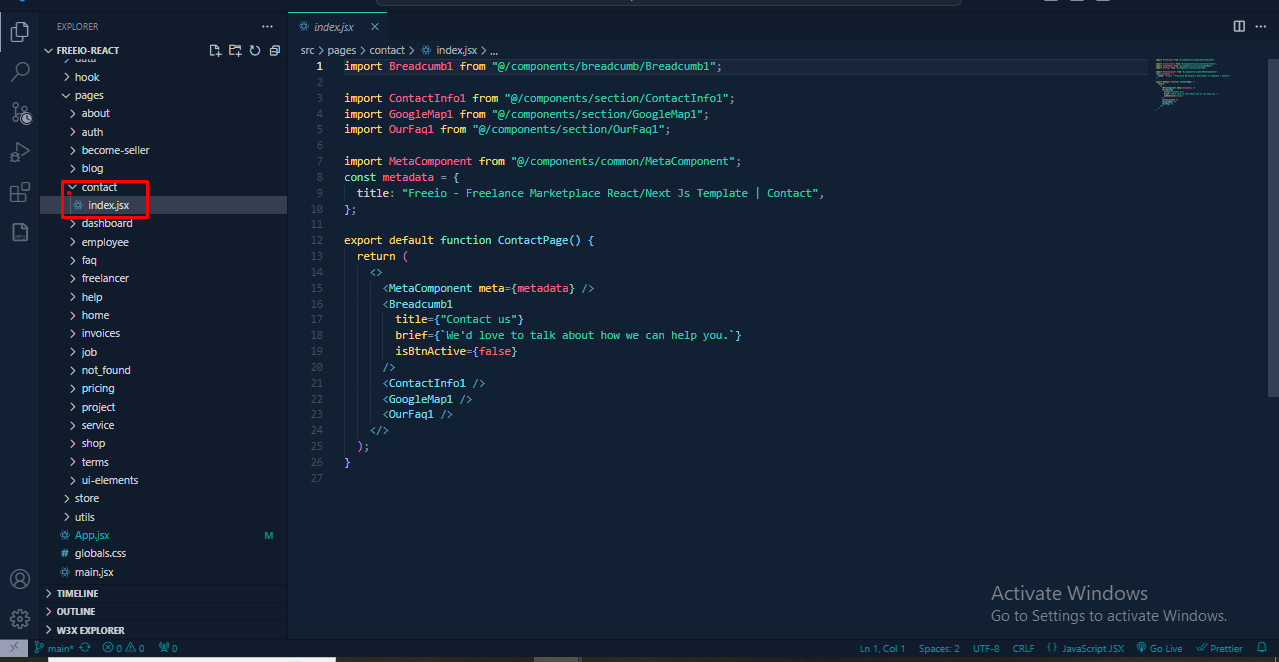 EXPLORER
FREEIO-REACT
data
hook
pages
about
auth
become-seller
blog
contact
index.jsx
dashboard
employee
faq
freelancer
help
home
invoices
job
not_found
pricing
project
service
shop
terms
ui-elements
store
utils
App.jsx M
globals.css
main.jsx
TIMELINE
OUTLINE
W3X EXPLORER
index.jsx
src > pages > contact > index.jsx > ...
1 import Breadcumb1 from "@/components/breadcumb/Breadcumb1";
2
3 import ContactInfo1 from "@/components/section/ContactInfo1";
4 import GoogleMap1 from "@/components/section/GoogleMap1";
5 import OurFaq1 from "@/components/section/OurFaq1";
6
7 import MetaComponent from "@/components/common/MetaComponent";
8 const metadata = {
9 title: "Freeio - Freelance Marketplace React/Next Js Template | Contact",
10 };
11
12 export default function ContactPage() {
13 return (
14 <>
15 <MetaComponent meta={metadata} />
16 <Breadcumb1
17 title={"Contact us"}
18 brief={`We'd love to talk about how we can help you.`}
19 isBtnActive={false}
20 />
21 <ContactInfo1 />
22 <GoogleMap1 />
23 <OurFaq1 />
24 </>
25 );
26 }
27
Activate Windows
Go to Settings to activate Windows.
main* 0 0 0 Ln 1, Col 1 Spaces: 2 UTF-8 CRLF {} JavaScript JSX Go Live Prettier